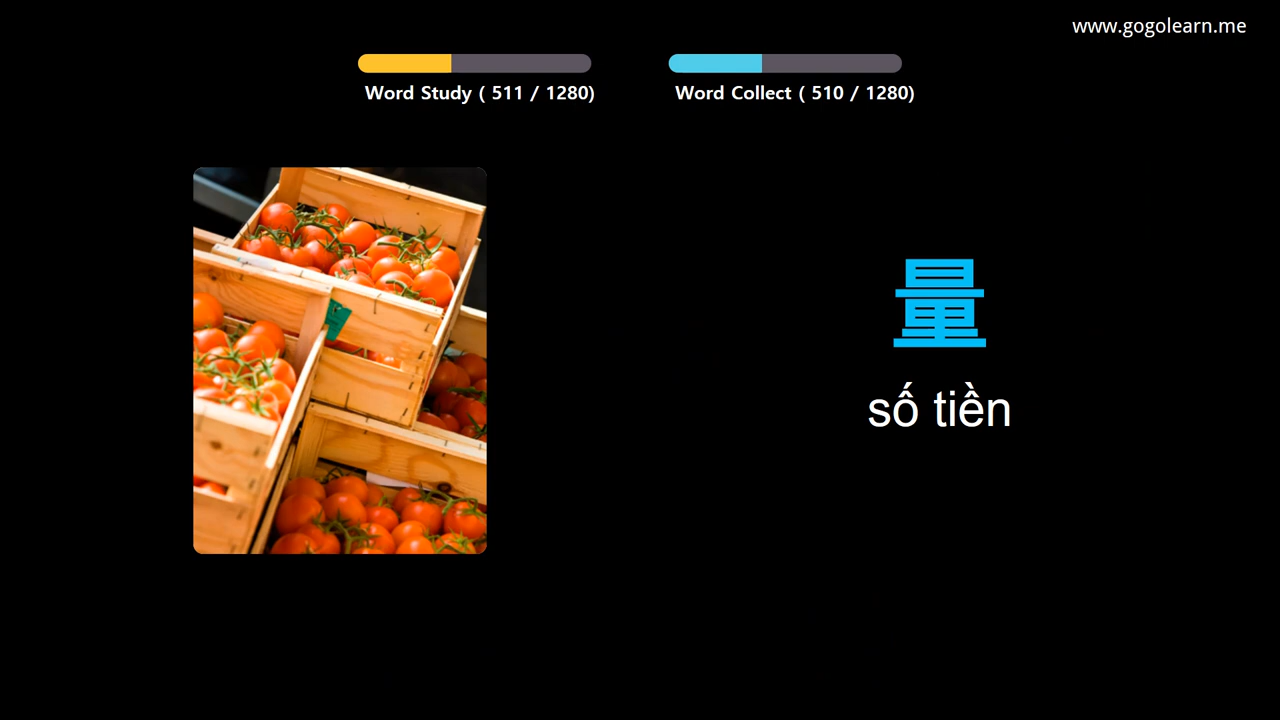 www.gogolearn.me
Word Study ( 511 / 1280)
Word Collect ( 510 / 1280)
量
số tiền